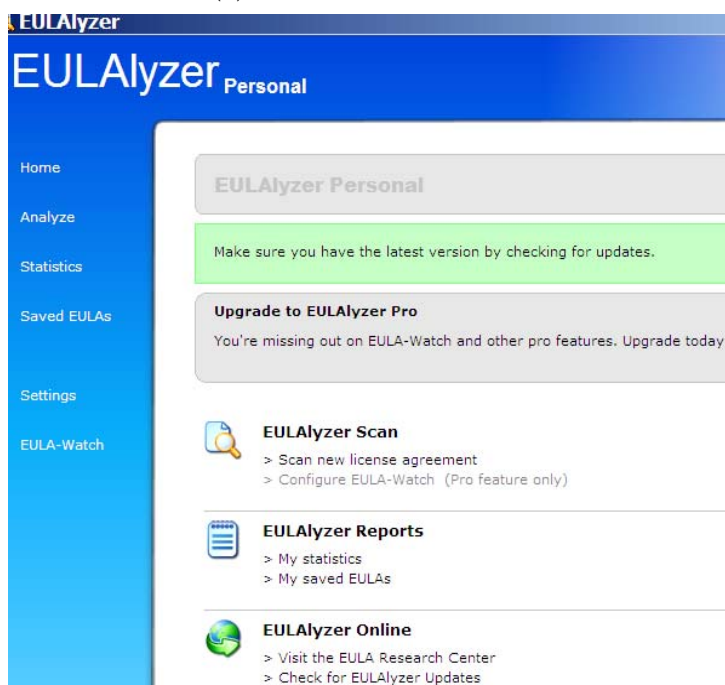 EULAlyzer
EULAlyzer Personal
Home
Analyze
Statistics
Saved EULAs
Settings
EULA-Watch
EULAlyzer Personal
Make sure you have the latest version by checking for updates.
Upgrade to EULAlyzer Pro
You're missing out on EULA-Watch and other pro features. Upgrade today
EULAlyzer Scan
> Scan new license agreement
> Configure EULA-Watch (Pro feature only)
EULAlyzer Reports
> My statistics
> My saved EULAs
EULAlyzer Online
> Visit the EULA Research Center
> Check for EULAlyzer Updates